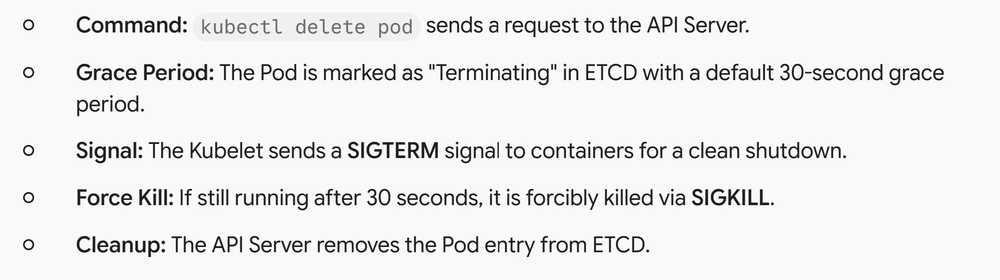 Command: kubectl delete pod sends a request to the API Server.
Grace Period: The Pod is marked as "Terminating" in ETCD with a default 30-second grace
period.
Signal: The Kubelet sends a SIGTERM signal to containers for a clean shutdown.
Force Kill: If still running after 30 seconds, it is forcibly killed via SIGKILL.
Cleanup: The API Server removes the Pod entry from ETCD.